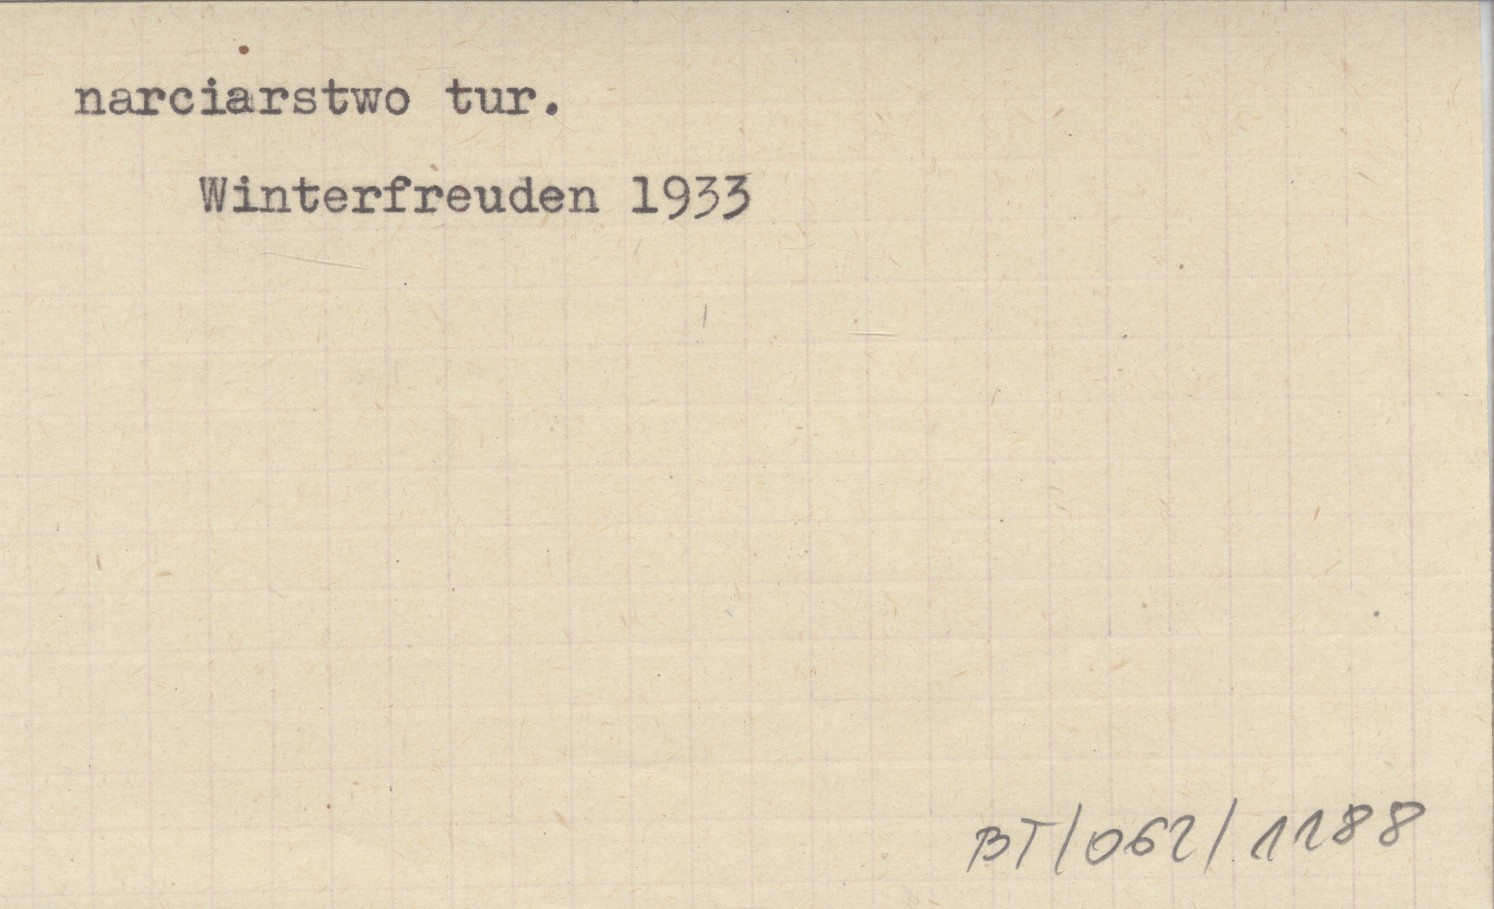 narciarstwo tur.
Winterfreuden 1933
BT/062/1188